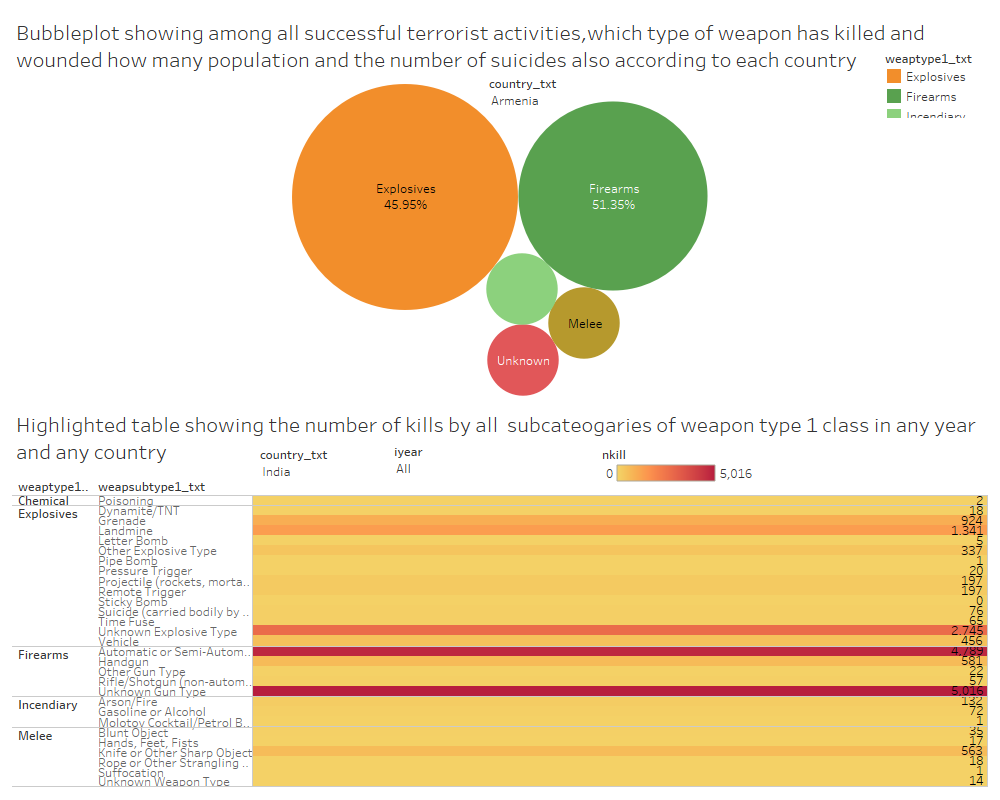 Bubbleplot showing among all successful terrorist activities,which type of weapon has killed and
wounded how many population and the number of suicides also according to each country
weaptype1_txt
Explosives
Firearms
Incendiary
country_txt
Armenia
Explosives
45.95%
Firearms
51.35%
Melee
Unknown
Highlighted table showing the number of kills by all subcateogaries of weapon type 1 class in any year
and any country
country_txt
India
iyear
All
nkill
0 5,016
weaptype1.. weapsubtype1_txt
Chemical Poisoning 2
Explosives Dynamite/TNT 18
Grenade 924
Landmine 1,341
Letter Bomb 5
Other Explosive Type 337
Pipe Bomb 1
Pressure Trigger 20
Projectile (rockets, morta.. 197
Remote Trigger 197
Sticky Bomb 0
Suicide (carried bodily by .. 76
Time Fuse 65
Unknown Explosive Type 2,745
Vehicle 456
Firearms Automatic or Semi-Autom.. 4,789
Handgun 581
Other Gun Type 22
Rifle/Shotgun (non-autom.. 57
Unknown Gun Type 5,016
Incendiary Arson/Fire 132
Gasoline or Alcohol 72
Molotov Cocktail/Petrol B.. 1
Melee Blunt Object 35
Hands, Feet, Fists 17
Knife or Other Sharp Object 563
Rope or Other Strangling .. 18
Suffocation 1
Unknown Weapon Type 14